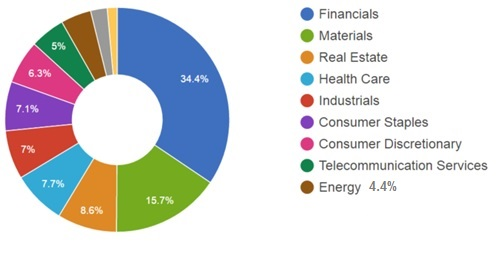 34.4%
15.7%
8.6%
7.7%
7%
7.1%
6.3%
5%
Financials
Materials
Real Estate
Health Care
Industrials
Consumer Staples
Consumer Discretionary
Telecommunication Services
Energy 4.4%